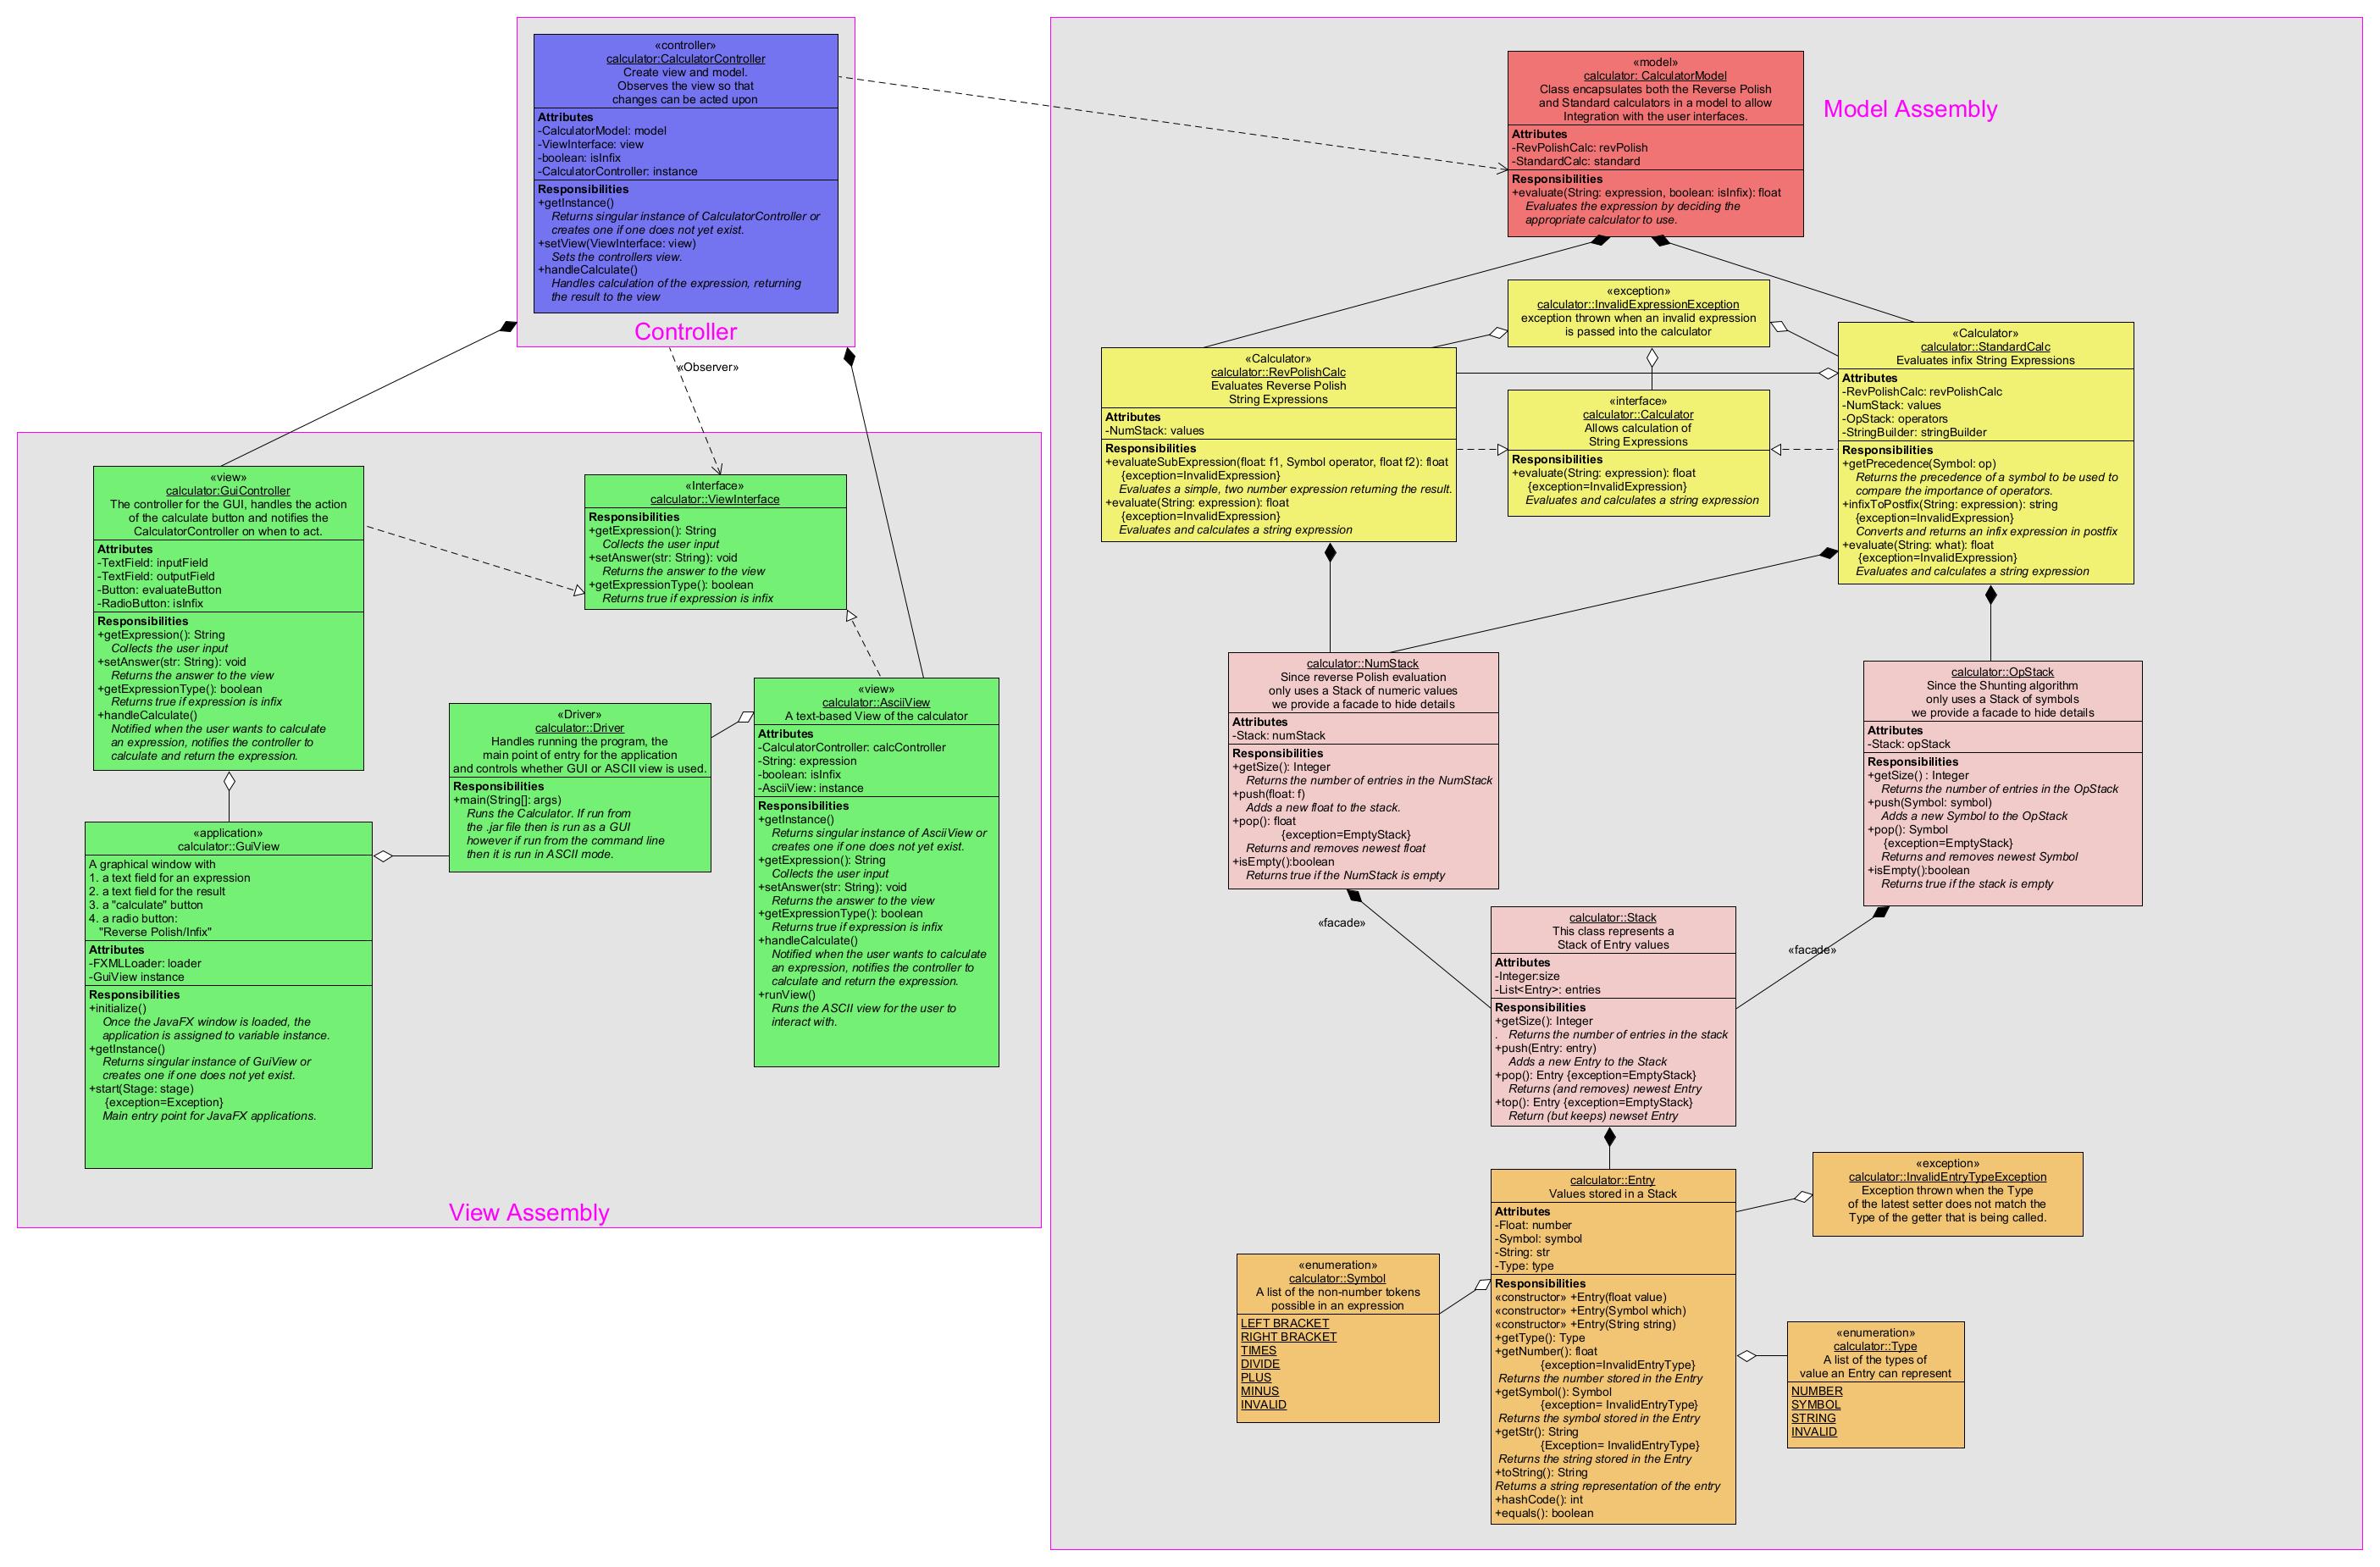 «controller»
calculator:CalculatorController
Create view and model.
Observes the view so that
changes can be acted upon
Attributes
-CalculatorModel: model
-ViewInterface: view
-boolean: isInfix
-CalculatorController: instance
Responsibilities
+getInstance()
Returns singular instance of CalculatorController or
creates one if one does not yet exist.
+setView(ViewInterface: view)
Sets the controllers view.
+handleCalculate()
Handles calculation of the expression, returning
the result to the view
Controller
«Observer»
«view»
calculator:GuiController
The controller for the GUI, handles the action
of the calculate button and notifies the
CalculatorController on when to act.
Attributes
-TextField: inputField
-TextField: outputField
-Button: evaluateButton
-RadioButton: isInfix
Responsibilities
+getExpression(): String
Collects the user input
+setAnswer(str: String): void
Returns the answer to the view
+getExpressionType(): boolean
Returns true if expression is infix
+handleCalculate()
Notified when the user wants to calculate
an expression, notifies the controller to
calculate and return the expression.
«Interface»
calculator::ViewInterface
Responsibilities
+getExpression(): String
Collects the user input
+setAnswer(str: String): void
Returns the answer to the view
+getExpressionType(): boolean
Returns true if expression is infix
«Driver»
calculator::Driver
Handles running the program, the
main point of entry for the application
and controls whether GUI or ASCII view is used.
Responsibilities
+main(String[]: args)
Runs the Calculator. If run from
the .jar file then is run as a GUI
however if run from the command line
then it is run in ASCII mode.
«view»
calculator::AsciiView
A text-based View of the calculator
Attributes
-CalculatorController: calcController
-String: expression
-boolean: isInfix
-AsciiView: instance
Responsibilities
+getInstance()
Returns singular instance of AsciiView or
creates one if one does not yet exist.
+getExpression(): String
Collects the user input
+setAnswer(str: String): void
Returns the answer to the view
+getExpressionType(): boolean
Returns true if expression is infix
+handleCalculate()
Notified when the user wants to calculate
an expression, notifies the controller to
calculate and return the expression.
+runView()
Runs the ASCII view for the user to
interact with.
«application»
calculator::GuiView
A graphical window with
1. a text field for an expression
2. a text field for the result
3. a "calculate" button
4. a radio button:
"Reverse Polish/Infix"
Attributes
-FXMLLoader: loader
-GuiView instance
Responsibilities
+initialize()
Once the JavaFX window is loaded, the
application is assigned to variable instance.
+getInstance()
Returns singular instance of GuiView or
creates one if one does not yet exist.
+start(Stage: stage)
{exception=Exception}
Main entry point for JavaFX applications.
View Assembly
«model»
calculator: CalculatorModel
Class encapsulates both the Reverse Polish
and Standard calculators in a model to allow
Integration with the user interfaces.
Attributes
-RevPolishCalc: revPolish
-StandardCalc: standard
Responsibilities
+evaluate(String: expression, boolean: isInfix): float
Evaluates the expression by deciding the
appropriate calculator to use.
Model Assembly
«exception»
calculator::InvalidExpressionException
exception thrown when an invalid expression
is passed into the calculator
«Calculator»
calculator::RevPolishCalc
Evaluates Reverse Polish
String Expressions
Attributes
-NumStack: values
Responsibilities
+evaluateSubExpression(float: f1, Symbol operator, float f2): float
{exception=InvalidExpression}
Evaluates a simple, two number expression returning the result.
+evaluate(String: expression): float
{exception=InvalidExpression}
Evaluates and calculates a string expression
«interface»
calculator::Calculator
Allows calculation of
String Expressions
Responsibilities
+evaluate(String: expression): float
{exception=InvalidExpression}
Evaluates and calculates a string expression
«Calculator»
calculator::StandardCalc
Evaluates infix String Expressions
Attributes
-RevPolishCalc: revPolishCalc
-NumStack: values
-OpStack: operators
-StringBuilder: stringBuilder
Responsibilities
+getPrecedence(Symbol: op)
Returns the precedence of a symbol to be used to
compare the importance of operators.
+infixToPostfix(String: expression): string
{exception=InvalidExpression}
Converts and returns an infix expression in postfix
+evaluate(String: what): float
{exception=InvalidExpression}
Evaluates and calculates a string expression
calculator::NumStack
Since reverse Polish evaluation
only uses a Stack of numeric values
we provide a facade to hide details
Attributes
-Stack: numStack
Responsibilities
+getSize(): Integer
Returns the number of entries in the NumStack
+push(float: f)
Adds a new float to the stack.
+pop(): float
{exception=EmptyStack}
Returns and removes newest float
+isEmpty():boolean
Returns true if the NumStack is empty
calculator::OpStack
Since the Shunting algorithm
only uses a Stack of symbols
we provide a facade to hide details
Attributes
-Stack: opStack
Responsibilities
+getSize() : Integer
Returns the number of entries in the OpStack
+push(Symbol: symbol)
Adds a new Symbol to the OpStack
+pop(): Symbol
{exception=EmptyStack}
Returns and removes newest Symbol
+isEmpty():boolean
Returns true if the stack is empty
«facade»
«facade»
calculator::Stack
This class represents a
Stack of Entry values
Attributes
-Integer:size
-List<Entry>: entries
Responsibilities
+getSize(): Integer
. Returns the number of entries in the stack
+push(Entry: entry)
Adds a new Entry to the Stack
+pop(): Entry {exception=EmptyStack}
Returns (and removes) newest Entry
+top(): Entry {exception=EmptyStack}
Return (but keeps) newset Entry
calculator::Entry
Values stored in a Stack
Attributes
-Float: number
-Symbol: symbol
-String: str
-Type: type
Responsibilities
«constructor» +Entry(float value)
«constructor» +Entry(Symbol which)
«constructor» +Entry(String string)
+getType(): Type
+getNumber(): float
{exception=InvalidEntryType}
Returns the number stored in the Entry
+getSymbol(): Symbol
{exception= InvalidEntryType}
Returns the symbol stored in the Entry
+getStr(): String
{Exception= InvalidEntryType}
Returns the string stored in the Entry
+toString(): String
Returns a string representation of the entry
+hashCode(): int
+equals(): boolean
«exception»
calculator::InvalidEntryTypeException
Exception thrown when the Type
of the latest setter does not match the
Type of the getter that is being called.
«enumeration»
calculator::Symbol
A list of the non-number tokens
possible in an expression
LEFT BRACKET
RIGHT BRACKET
TIMES
DIVIDE
PLUS
MINUS
INVALID
«enumeration»
calculator::Type
A list of the types of
value an Entry can represent
NUMBER
SYMBOL
STRING
INVALID